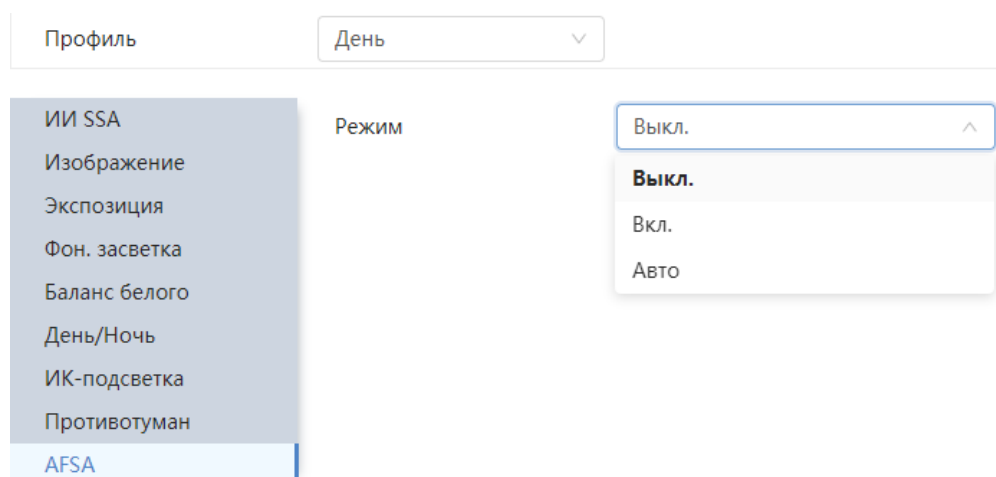 Профиль
День
ИИ SSA
Изображение
Экспозиция
Фон. засветка
Баланс белого
День/Ночь
ИК-подсветка
Противотуман
AFSA
Режим
Выкл.
Выкл.
Вкл.
Авто